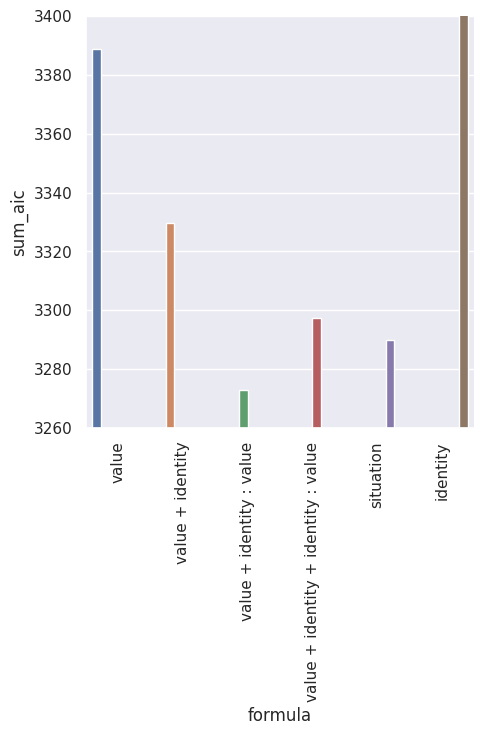 3400
3380
3360
3340
3320
3300
3280
3260
sum_aic
value
value + identity
value + identity : value
value + identity + identity : value
situation
identity
formula